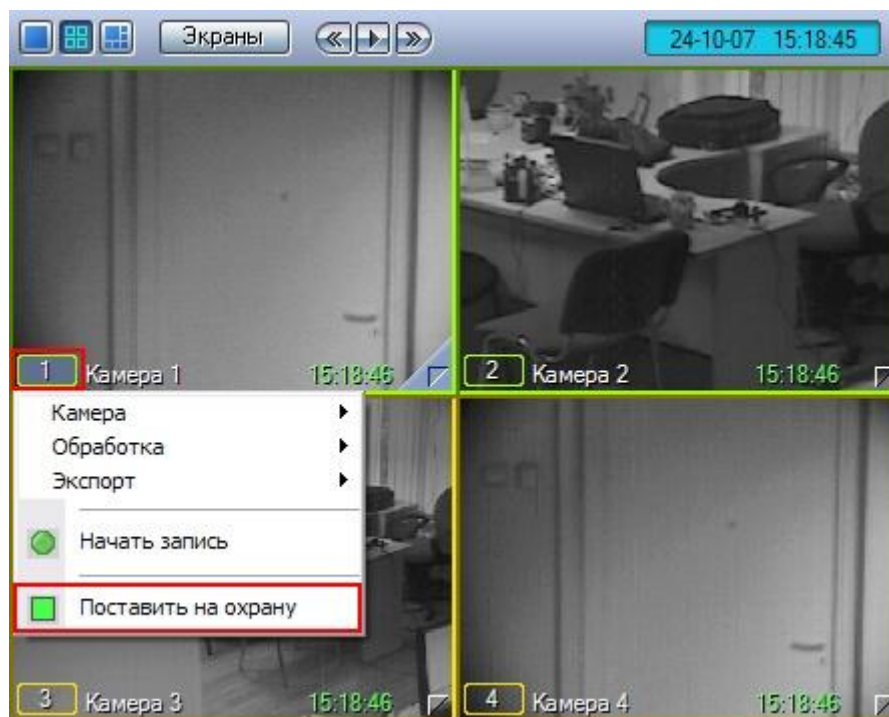 Экраны
24-10-07 15:18:45
1 Камера 1 15:18:46
2 Камера 2 15:18:46
Камера
Обработка
Экспорт
Начать запись
Поставить на охрану
3 Камера 3 15:18:46
4 Камера 4 15:18:46